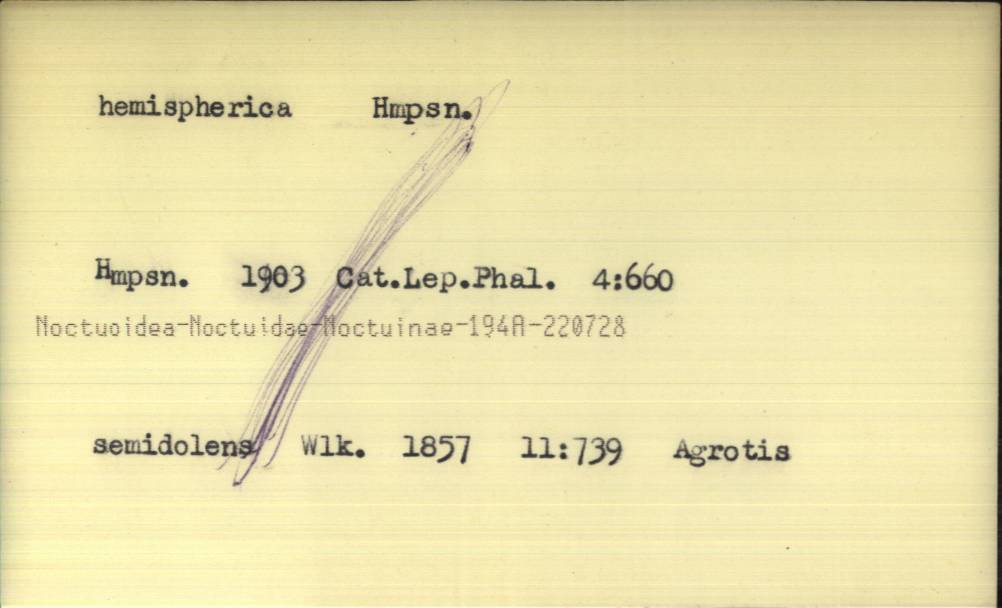 hemispherica Hmpsn.
Hmpsn. 1903 Cat.Lep.Phal. 4:660
Noctuoidea-Noctuidae-Noctuinae-194A-220728
semidolens Wlk. 1857 11:739 Agrotis